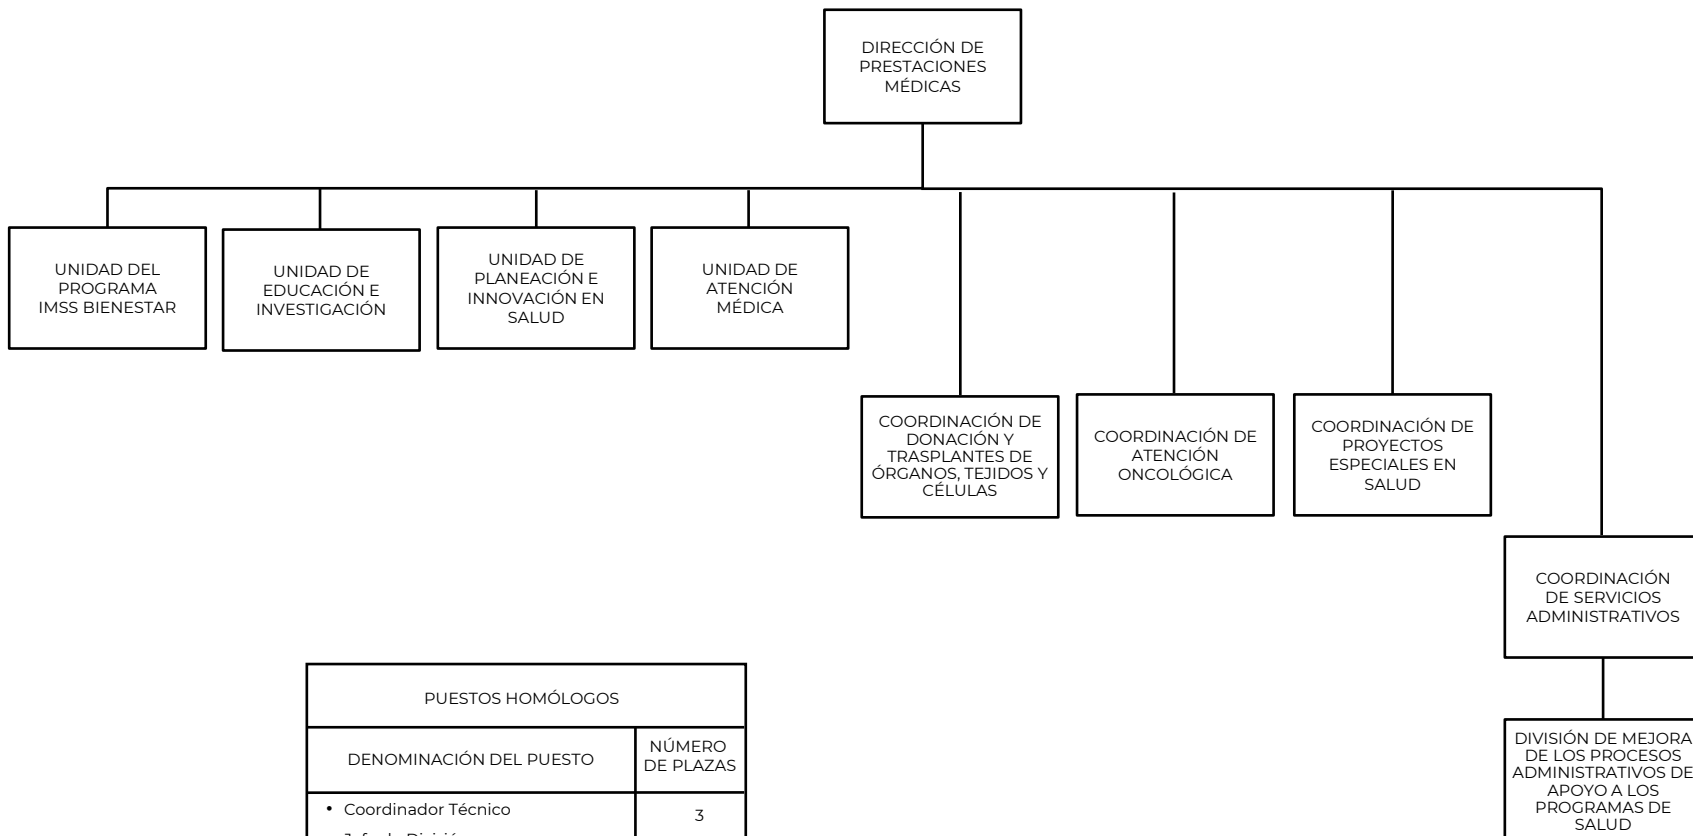 DIRECCIÓN DE
PRESTACIONES
MÉDICAS
UNIDAD DEL
PROGRAMA
IMSS BIENESTAR
UNIDAD DE
EDUCACIÓN E
INVESTIGACIÓN
UNIDAD DE
PLANEACIÓN E
INNOVACIÓN EN
SALUD
UNIDAD DE
ATENCIÓN
MÉDICA
COORDINACIÓN DE
DONACIÓN Y
TRASPLANTES DE
ÓRGANOS, TEJIDOS Y
CÉLULAS
COORDINACIÓN DE
ATENCIÓN
ONCOLÓGICA
COORDINACIÓN DE
PROYECTOS
ESPECIALES EN
SALUD
COORDINACIÓN
DE SERVICIOS
ADMINISTRATIVOS
DIVISIÓN DE MEJORA
DE LOS PROCESOS
ADMINISTRATIVOS DE
APOYO A LOS
PROGRAMAS DE
SALUD
PUESTOS HOMÓLOGOS
DENOMINACIÓN DEL PUESTO
NÚMERO
DE PLAZAS
• Coordinador Técnico
3